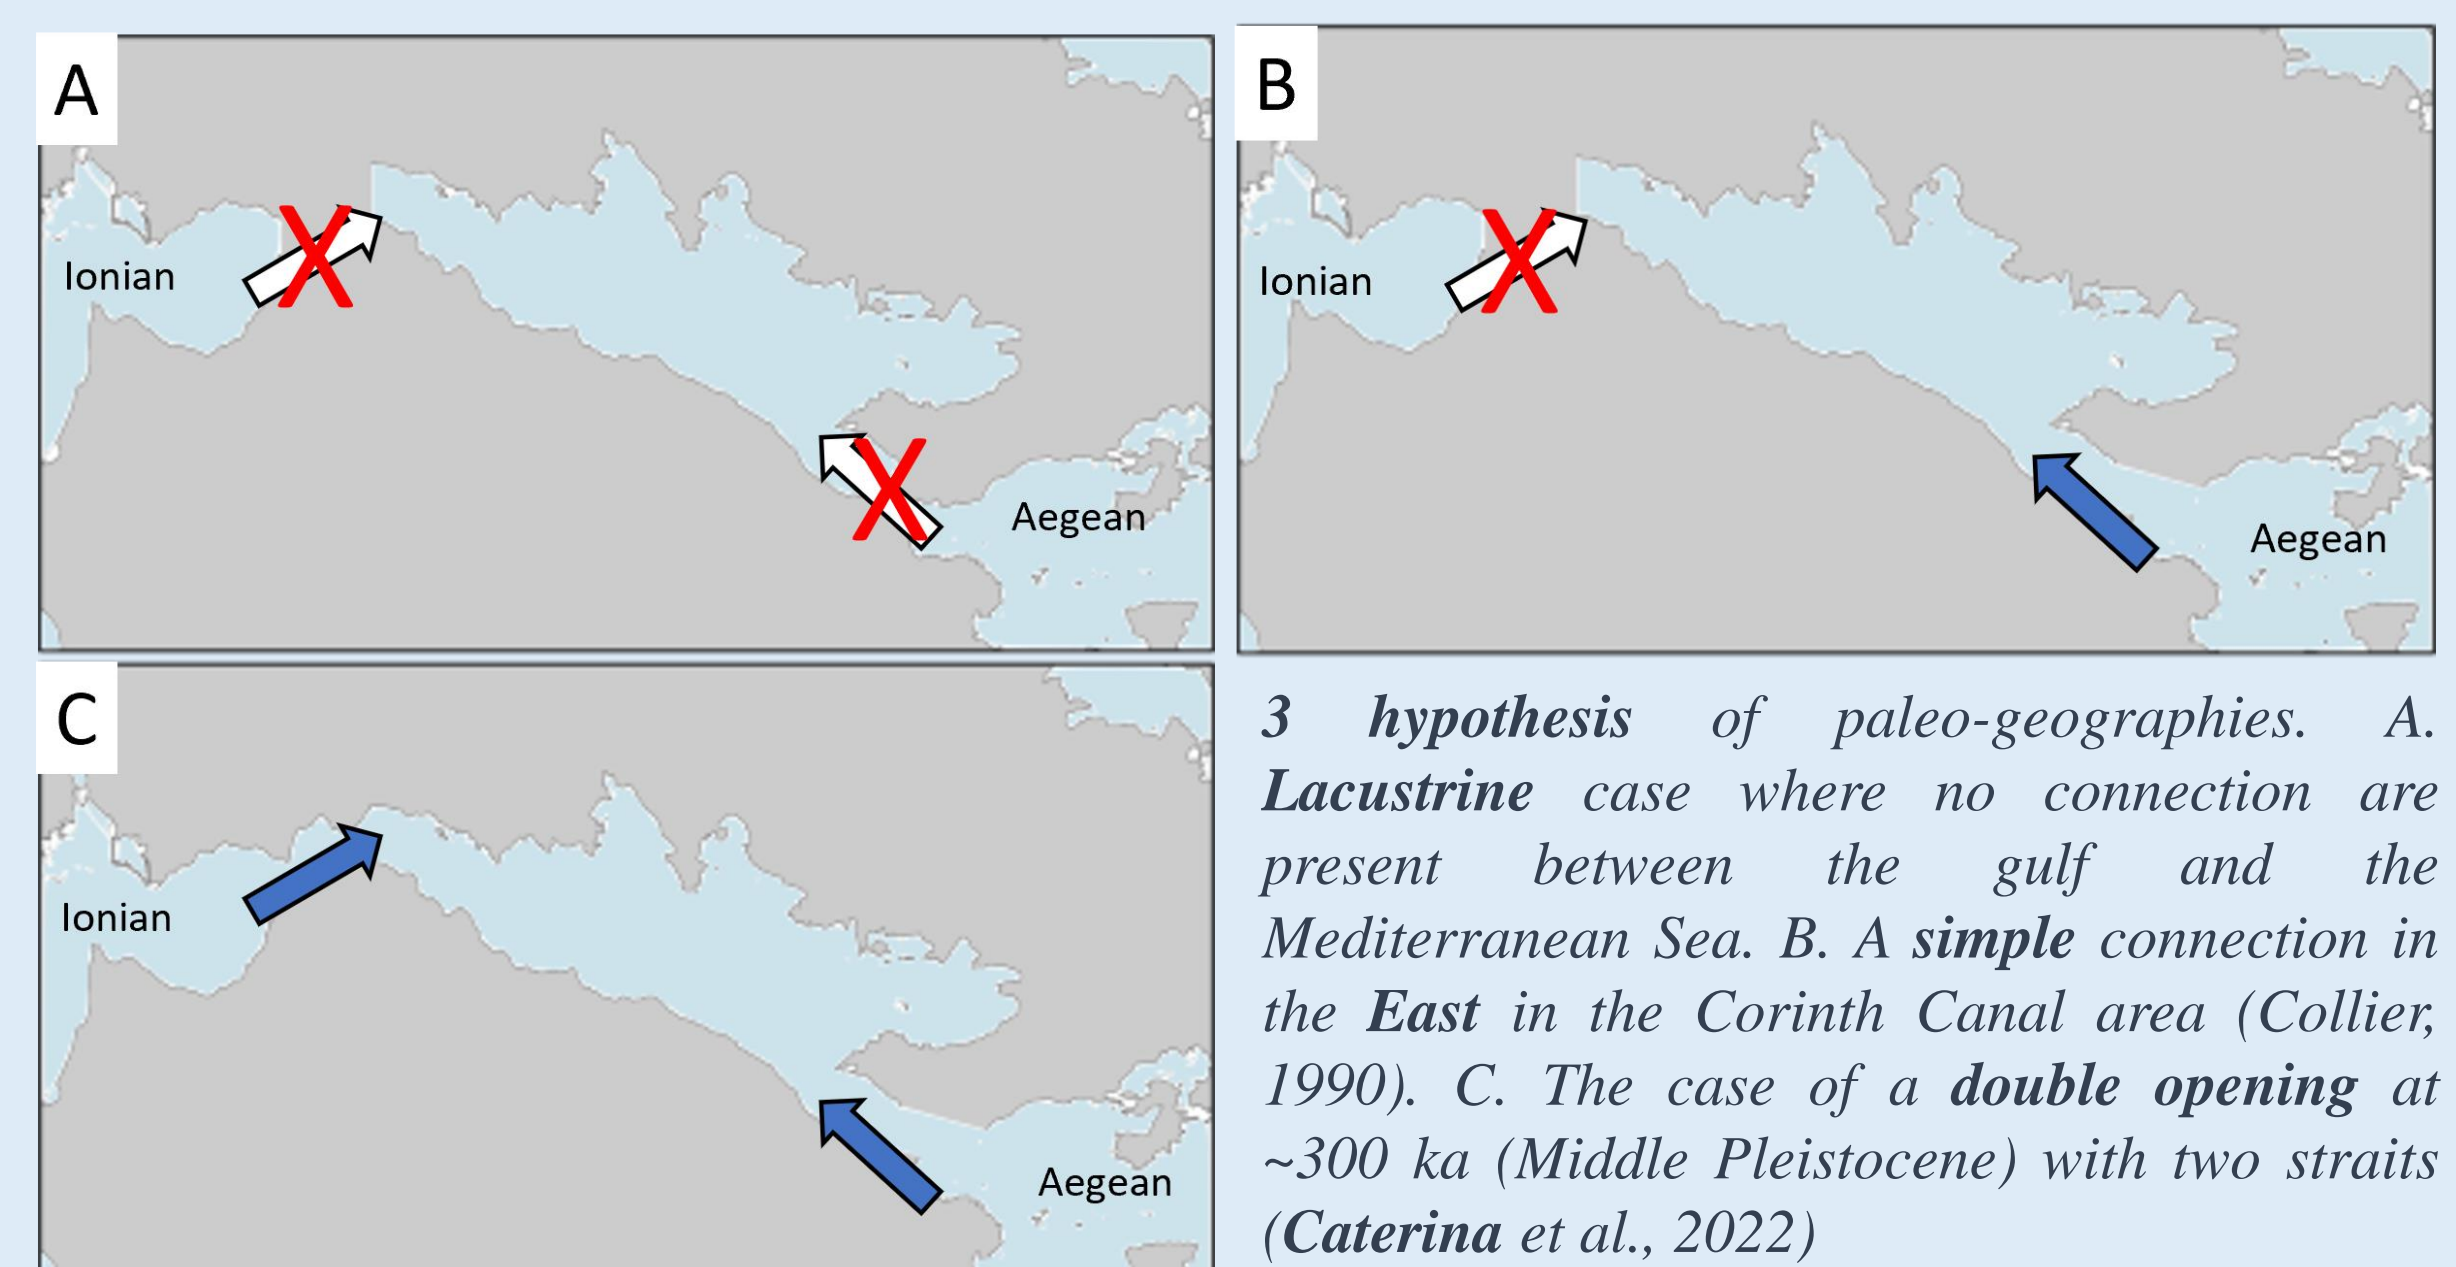 A
Ionian
Aegean
B
Ionian
Aegean
C
Ionian
Aegean
3 hypothesis of paleo-geographies. A.
Lacustrine case where no connection are
present between the gulf and the
Mediterranean Sea. B. A simple connection in
the East in the Corinth Canal area (Collier,
1990). C. The case of a double opening at
~300 ka (Middle Pleistocene) with two straits
(Caterina et al., 2022)